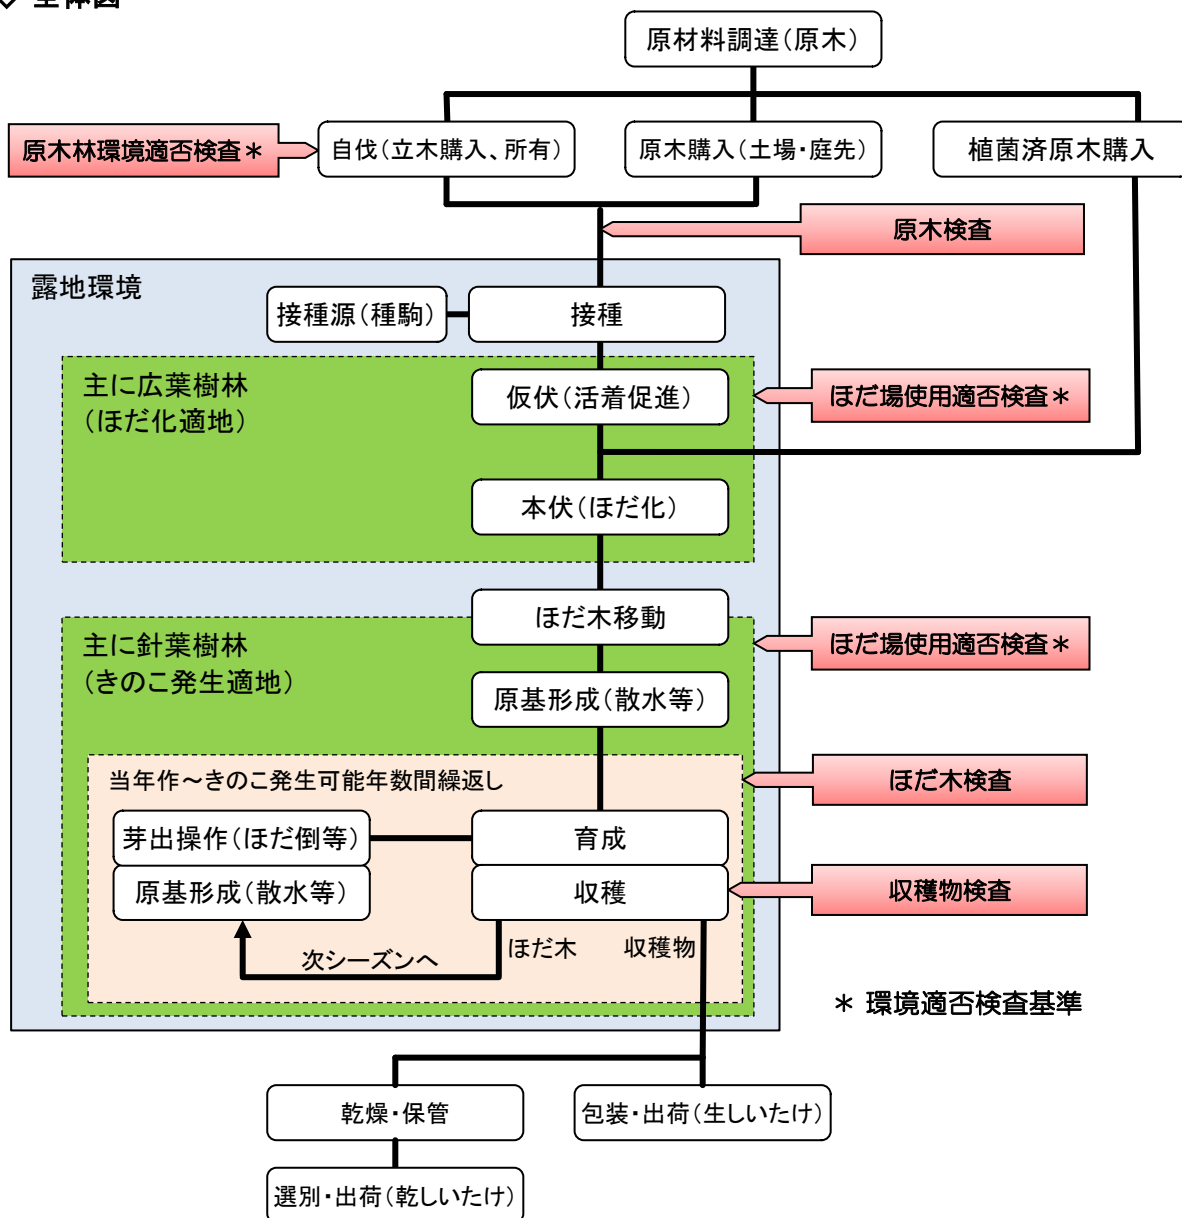 ◇ 全体図
原材料調達（原木）
原木林環境適否検査＊
自伐（立木購入、所有）
原木購入（土場・庭先）
植菌済原木購入
原木検査
露地環境
接種源（種駒）
接種
主に広葉樹林
（ほだ化適地）
仮伏（活着促進）
ほだ場使用適否検査＊
本伏（ほだ化）
ほだ木移動
主に針葉樹林
（きのこ発生適地）
ほだ場使用適否検査＊
原基形成（散水等）
当年作～きのこ発生可能年数間繰返し
ほだ木検査
芽出操作（ほだ倒等）
育成
原基形成（散水等）
収穫
収穫物検査
ほだ木
収穫物
次シーズンへ
＊ 環境適否検査基準
乾燥・保管
包装・出荷（生しいたけ）
選別・出荷（乾しいたけ）